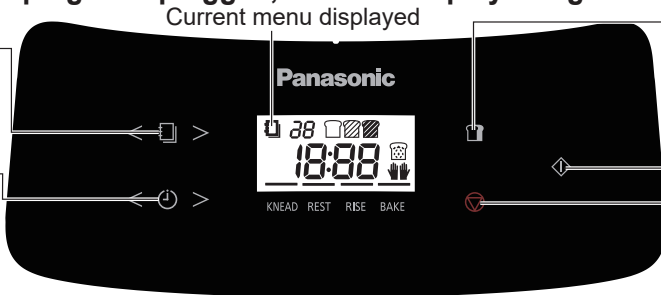 Current menu displayed
Panasonic
38
18:88
KNEAD REST RISE BAKE